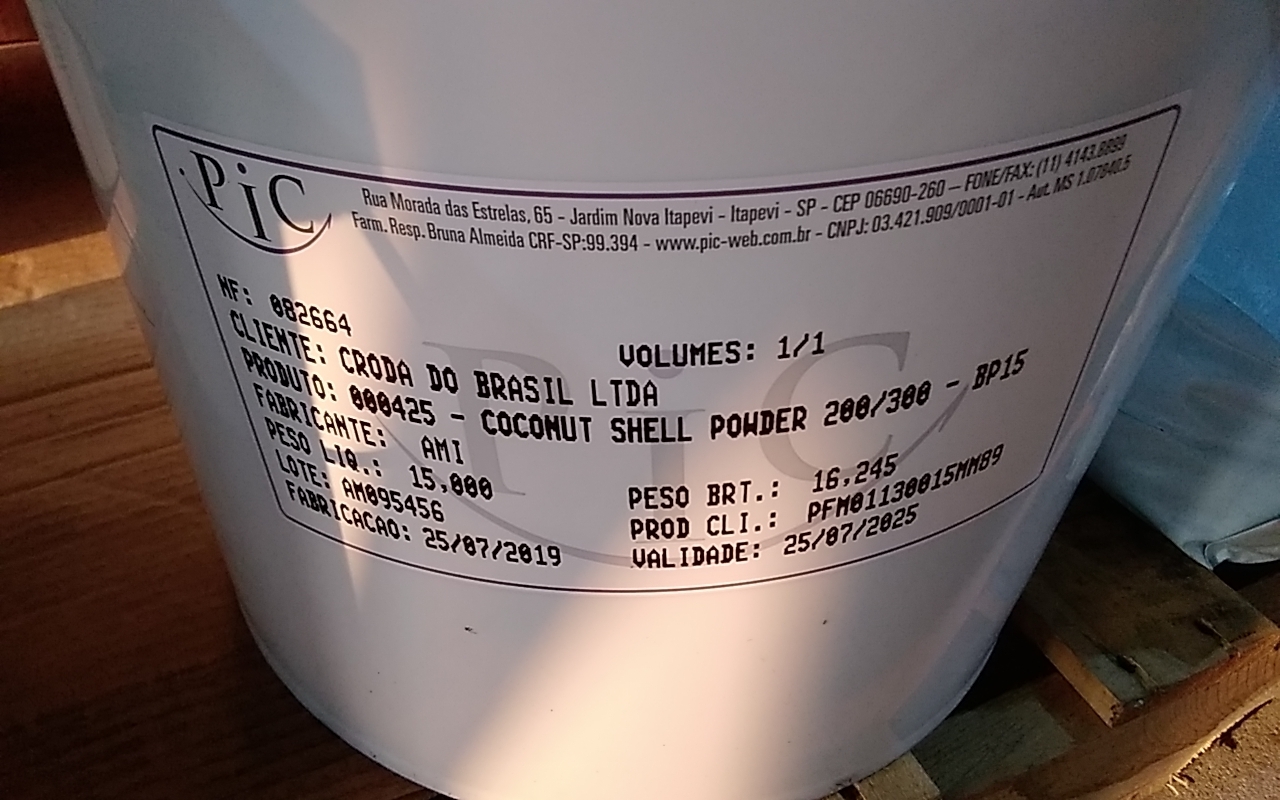 PiC
Rua Morada das Estrelas, 65 - Jardim Nova Itapevi - Itapevi - SP - CEP 06690-260 – FONE/FAX: (11) 4143.8899
Farm. Resp. Bruna Almeida CRF-SP:99.394 - www.pic-web.com.br - CNPJ: 03.421.909/0001-01 - Aut. MS
NF: 082664 VOLUMES: 1/1
CLIENTE: CRODA DO BRASIL LTDA
PRODUTO: 000425 - COCONUT SHELL POWDER 200/300 - BP15
FABRICANTE: AMI
PESO LIQ.: 15,000 PESO BRT.: 16,245
LOTE: AM095456 PROD CLI.: PFM01130015MM89
FABRICACAO: 25/07/2019 VALIDADE: 25/07/2025